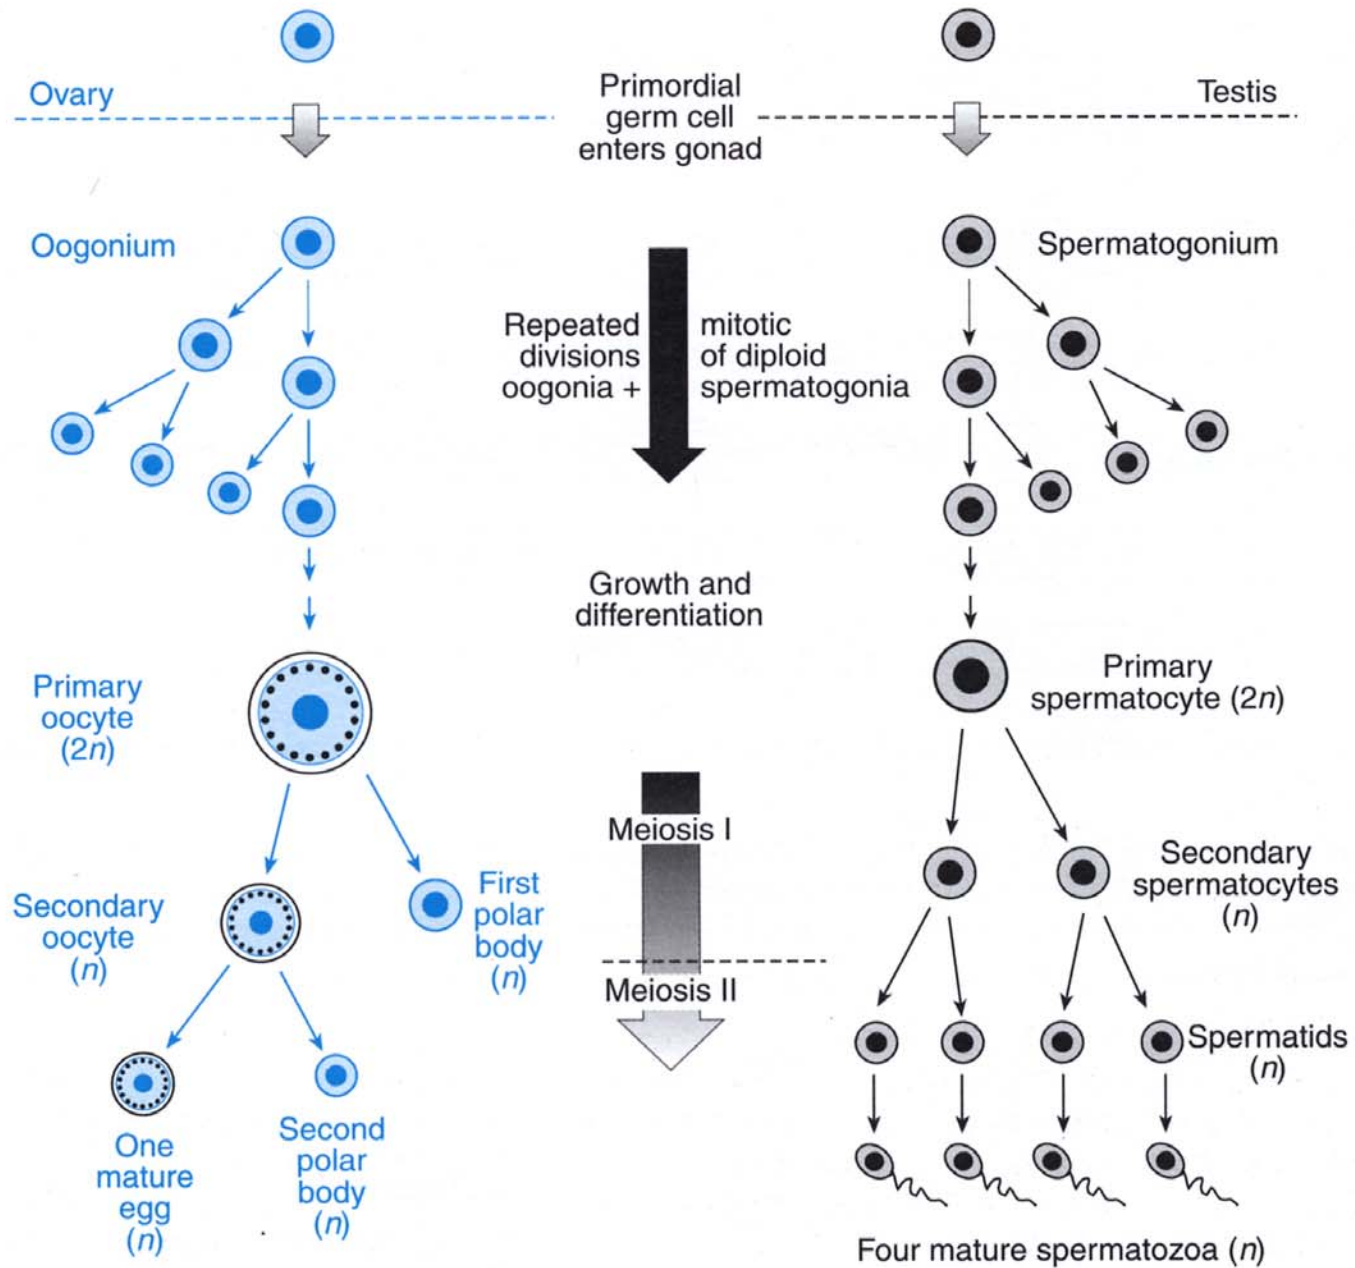 Ovary
Primordial
germ cell
enters gonad
Testis
Oogonium
Spermatogonium
Repeated mitotic
divisions of diploid
oogonia + spermatogonia
Growth and
differentiation
Primary
oocyte
(2n)
Primary
spermatocyte (2n)
Meiosis I
Secondary
oocyte
(n)
First
polar
body
(n)
Secondary
spermatocytes
(n)
Meiosis II
Spermatids
(n)
One
mature
egg
(n)
Second
polar
body
(n)
Four mature spermatozoa (n)